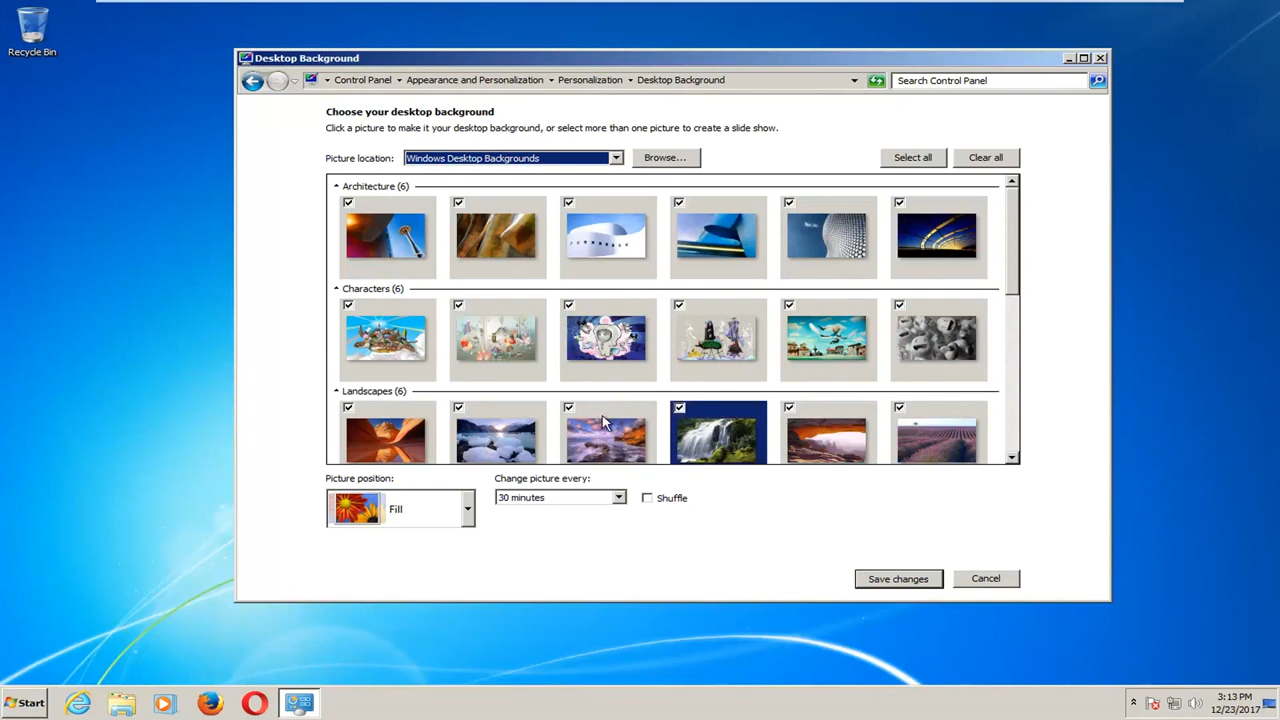 Recycle Bin
Desktop Background
Control Panel Appearance and Personalization Personalization Desktop Background
Search Control Panel
Choose your desktop background
Click a picture to make it your desktop background, or select more than one picture to create a slide show.
Picture location: Windows Desktop Backgrounds Browse... Select all Clear all
Architecture (6)
Characters (6)
Landscapes (6)
Picture position: Change picture every:
Fill 30 minutes Shuffle
Save changes Cancel
Start
3:13 PM
12/23/2017